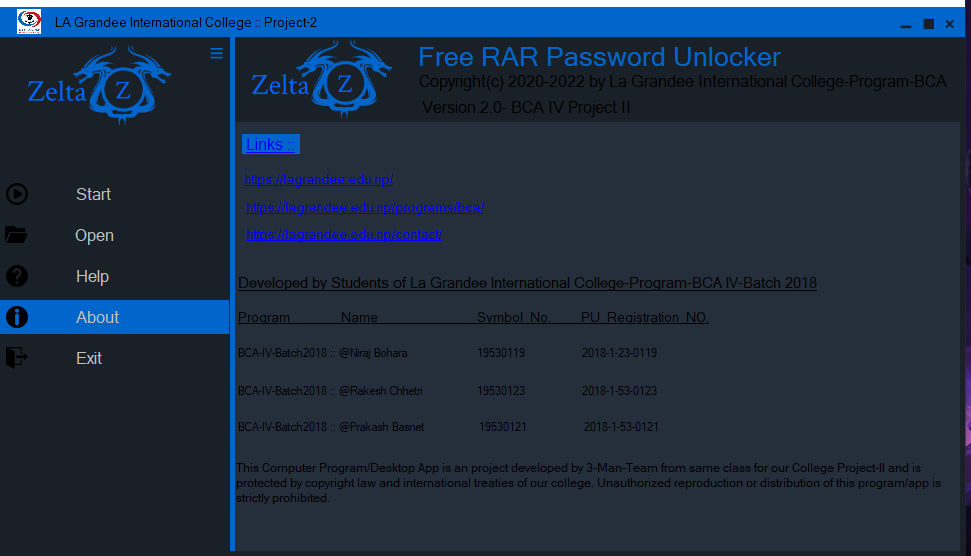 LA Grandee International College :: Project-2
Zelta Z
Start
Open
Help
About
Exit
Zelta Z
Free RAR Password Unlocker
Copyright(c) 2020-2022 by La Grandee International College-Program-BCA
Version 2.0- BCA IV Project II
Links ::
https://lagrandee.edu.np/
https://lagrandee.edu.np/programs/bca/
https://lagrandee.edu.np/contact/
Developed by Students of La Grandee International College-Program-BCA IV-Batch 2018
Program Name Symbol No. PU Registration NO.
BCA-IV-Batch2018 :: @Niraj Bohara 19530119 2018-1-23-0119
BCA-IV-Batch2018 :: @Rakesh Chhetri 19530123 2018-1-53-0123
BCA-IV-Batch2018 :: @Prakash Basnet 19530121 2018-1-53-0121
This Computer Program/Desktop App is an project developed by 3-Man-Team from same class for our College Project-II and is
protected by copyright law and international treaties of our college. Unauthorized reproduction or distribution of this program/app is
strictly prohibited.